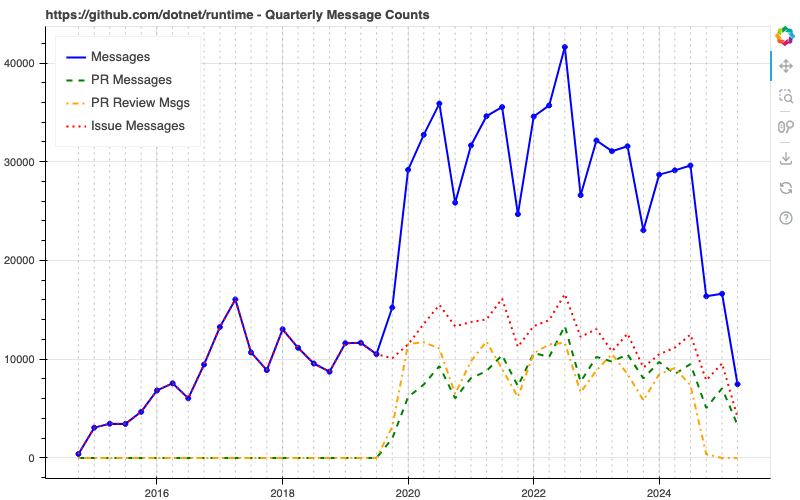 https://github.com/dotnet/runtime - Quarterly Message Counts
Messages
PR Messages
PR Review Msgs
Issue Messages
40000
30000
20000
10000
0
2016 2018 2020 2022 2024